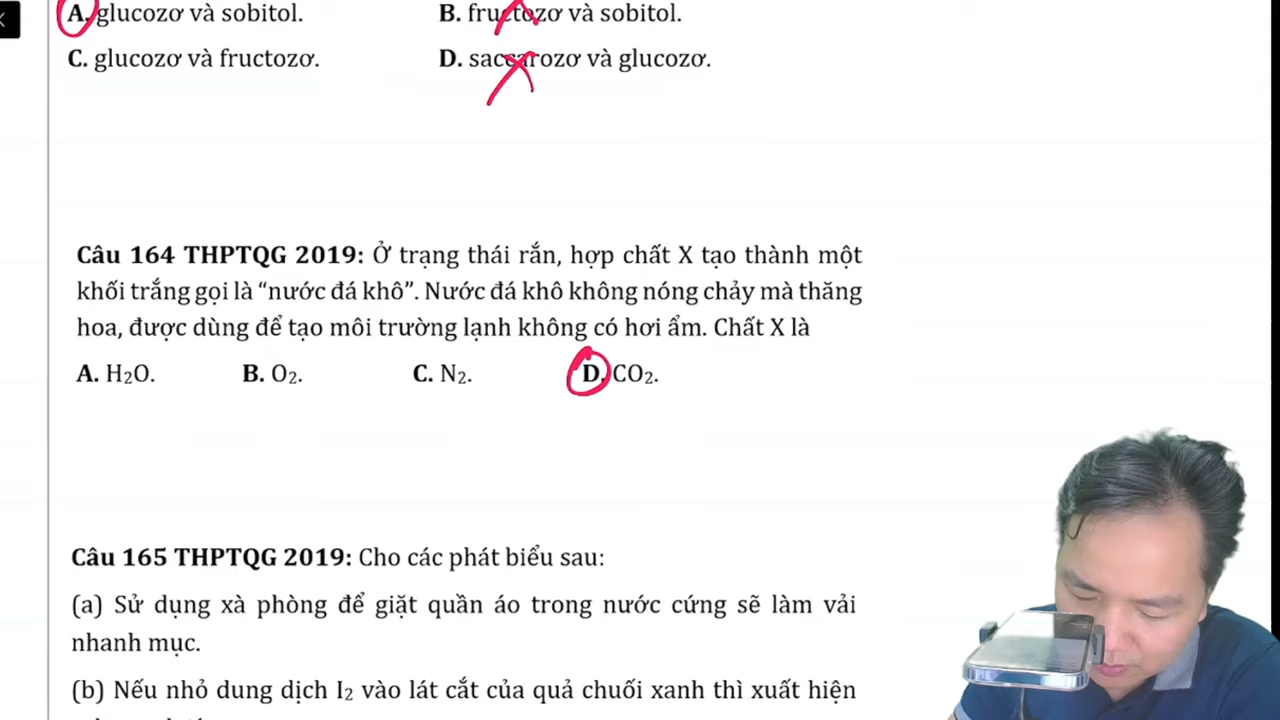 A. glucozơ và sobitol. B. fructozơ và sobitol.
C. glucozơ và fructozơ. D. saccarozơ và glucozơ.
Câu 164 THPTQG 2019: Ở trạng thái rắn, hợp chất X tạo thành một
khối trắng gọi là “nước đá khô”. Nước đá khô không nóng chảy mà thăng
hoa, được dùng để tạo môi trường lạnh không có hơi ẩm. Chất X là
A. H₂O. B. O₂. C. N₂. D. CO₂.
Câu 165 THPTQG 2019: Cho các phát biểu sau:
(a) Sử dụng xà phòng để giặt quần áo trong nước cứng sẽ làm vải
nhanh mục.
(b) Nếu nhỏ dung dịch I₂ vào lát cắt của quả chuối xanh thì xuất hiện